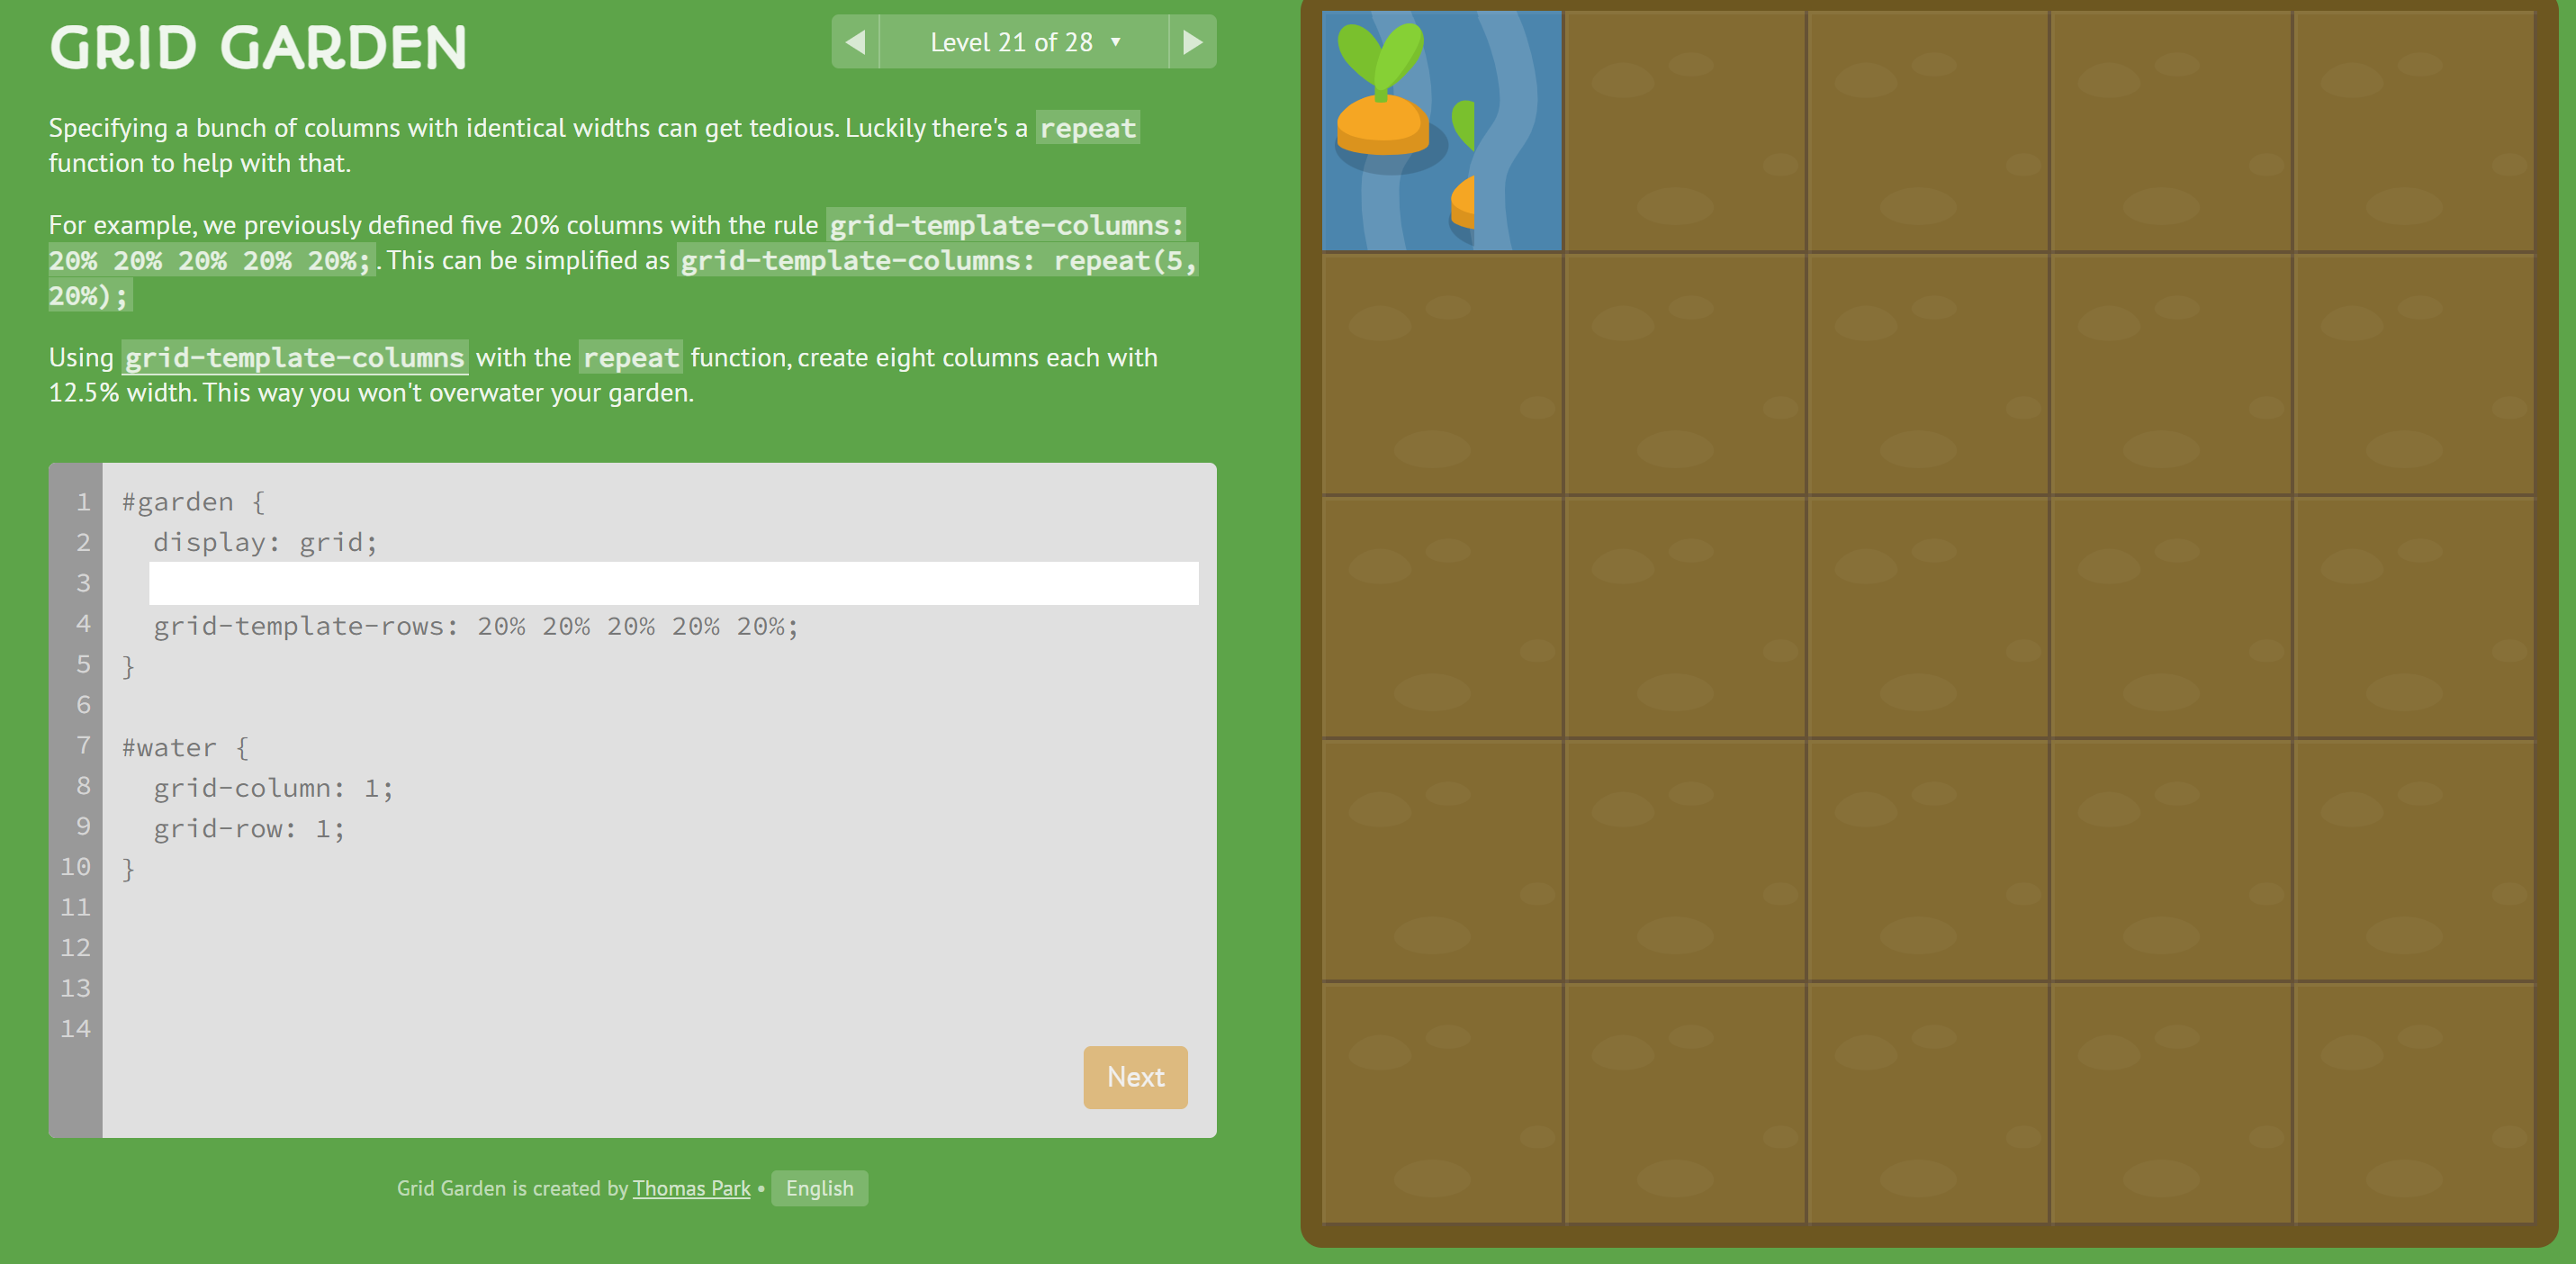 GRID GARDEN
Level 21 of 28 ▼
Specifying a bunch of columns with identical widths can get tedious. Luckily there's a repeat
function to help with that.
For example, we previously defined five 20% columns with the rule grid-template-columns:
20% 20% 20% 20% 20%;. This can be simplified as grid-template-columns: repeat(5,
20%);
Using grid-template-columns with the repeat function, create eight columns each with
12.5% width. This way you won't overwater your garden.
1 #garden {
2 display: grid;
3
4 grid-template-rows: 20% 20% 20% 20% 20%;
5 }
6
7 #water {
8 grid-column: 1;
9 grid-row: 1;
10 }
11
12
13
14
Next
Grid Garden is created by Thomas Park • English